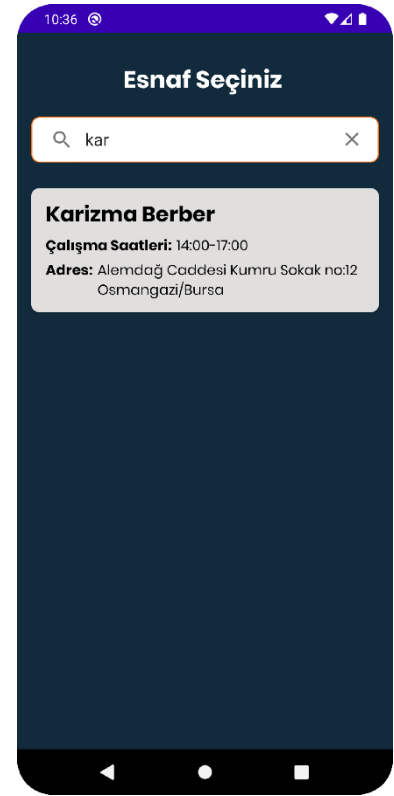 10:36
Esnaf Seçiniz
kar
Karizma Berber
Çalışma Saatleri: 14:00-17:00
Adres: Alemdağ Caddesi Kumru Sokak no:12
Osmangazi/Bursa